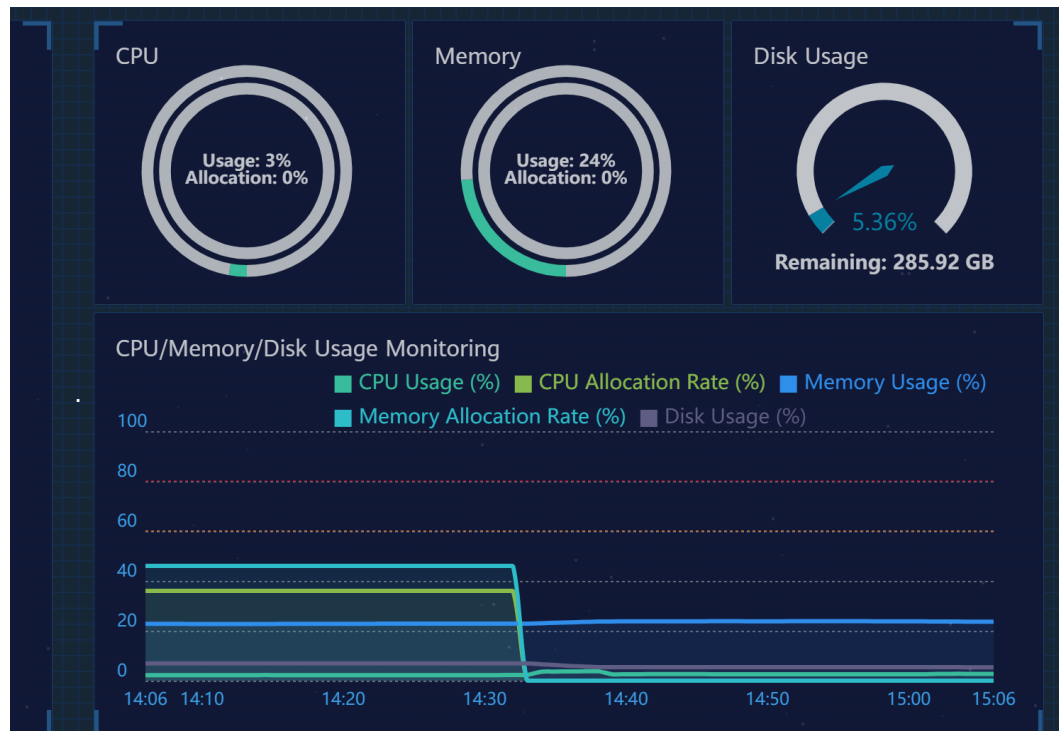 CPU
Usage: 3%
Allocation: 0%
Memory
Usage: 24%
Allocation: 0%
Disk Usage
5.36%
Remaining: 285.92 GB
CPU/Memory/Disk Usage Monitoring
CPU Usage (%) CPU Allocation Rate (%) Memory Usage (%)
Memory Allocation Rate (%) Disk Usage (%)
100
80
60
40
20
0
14:06 14:10 14:20 14:30 14:40 14:50 15:00 15:06